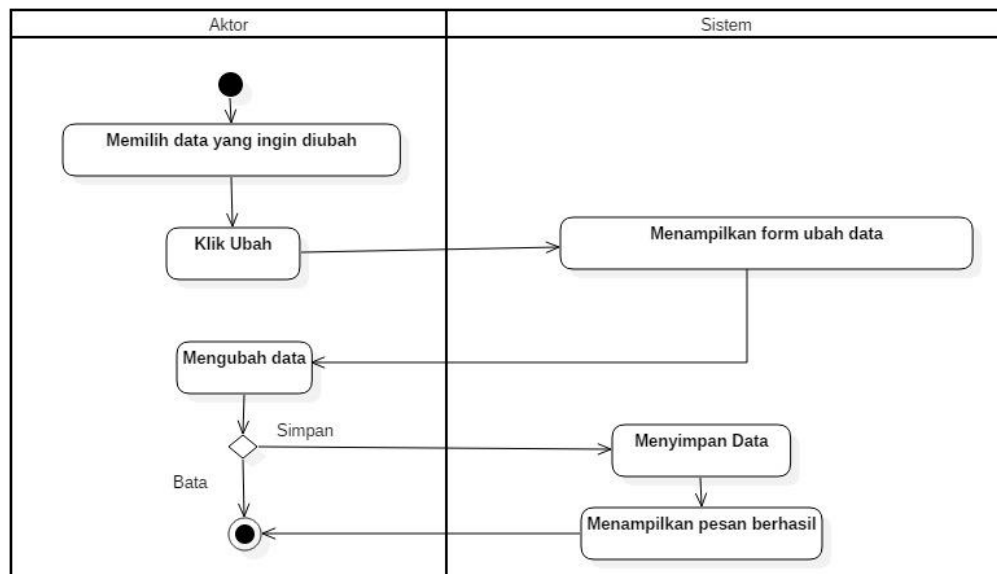 Aktor
Sistem
Memilih data yang ingin diubah
Klik Ubah
Menampilkan form ubah data
Mengubah data
Simpan
Menyimpan Data
Bata
Menampilkan pesan berhasil